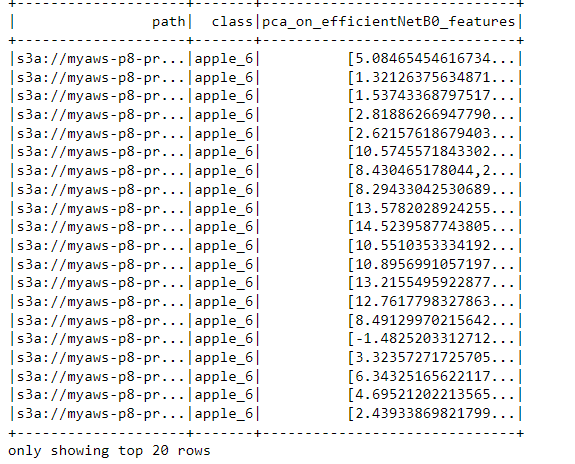 +--------------------+-------+-----------------------------+
|                path|  class|pca_on_efficientNetB0_features|
+--------------------+-------+-----------------------------+
|s3a://myaws-p8-pr...|apple_6|         [5.08465454616734...|
|s3a://myaws-p8-pr...|apple_6|         [1.32126375634871...|
|s3a://myaws-p8-pr...|apple_6|         [1.53743368797517...|
|s3a://myaws-p8-pr...|apple_6|         [2.81886266947790...|
|s3a://myaws-p8-pr...|apple_6|         [2.62157618679403...|
|s3a://myaws-p8-pr...|apple_6|         [10.5745571843302...|
|s3a://myaws-p8-pr...|apple_6|         [8.430465178044,2...|
|s3a://myaws-p8-pr...|apple_6|         [8.29433042530689...|
|s3a://myaws-p8-pr...|apple_6|         [13.5782028924255...|
|s3a://myaws-p8-pr...|apple_6|         [14.5239587743805...|
|s3a://myaws-p8-pr...|apple_6|         [10.5510353334192...|
|s3a://myaws-p8-pr...|apple_6|         [10.8956991057197...|
|s3a://myaws-p8-pr...|apple_6|         [13.2155495922877...|
|s3a://myaws-p8-pr...|apple_6|         [12.7617798327863...|
|s3a://myaws-p8-pr...|apple_6|         [8.49129970215642...|
|s3a://myaws-p8-pr...|apple_6|         [-1.4825203312712...|
|s3a://myaws-p8-pr...|apple_6|         [3.32357271725705...|
|s3a://myaws-p8-pr...|apple_6|         [6.34325165622117...|
|s3a://myaws-p8-pr...|apple_6|         [4.69521202213565...|
|s3a://myaws-p8-pr...|apple_6|         [2.43933869821799...|
+--------------------+-------+-----------------------------+
only showing top 20 rows